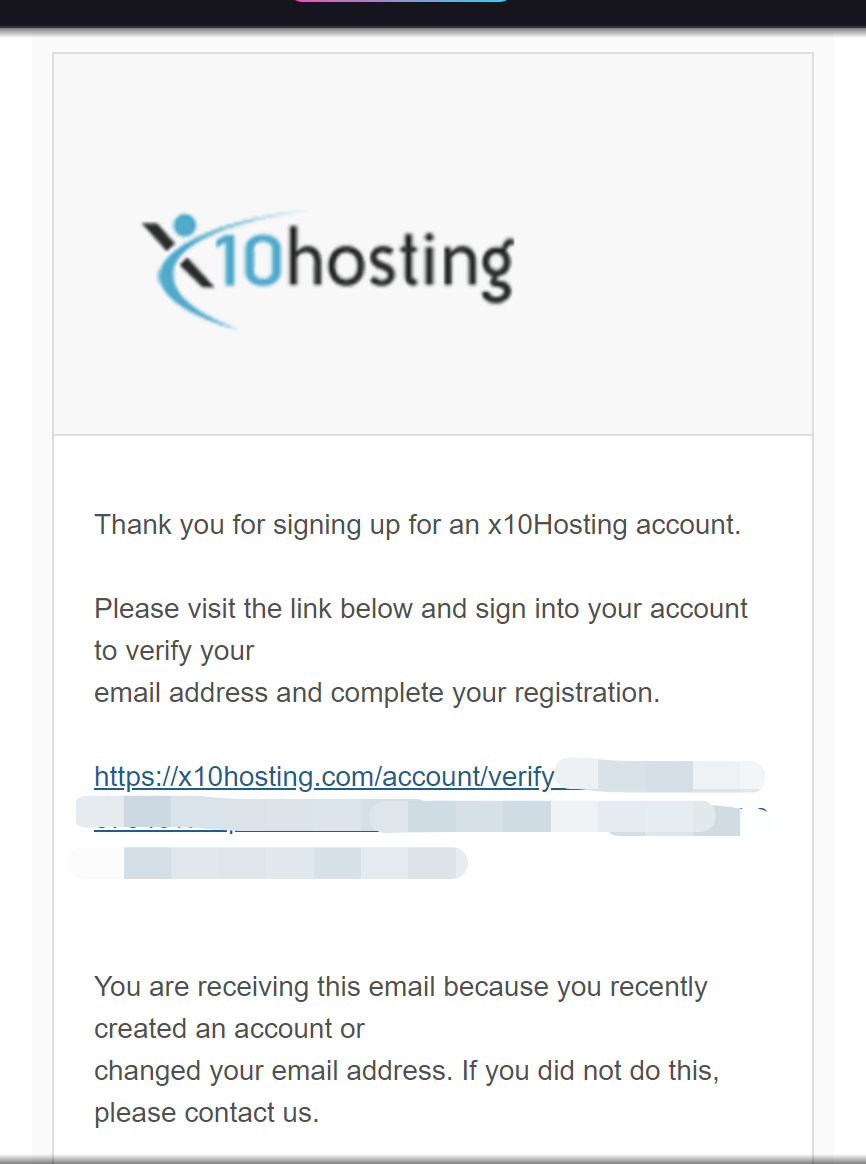 x10hosting
Thank you for signing up for an x10Hosting account.
Please visit the link below and sign into your account
to verify your
email address and complete your registration.
https://x10hosting.com/account/verify
You are receiving this email because you recently
created an account or
changed your email address. If you did not do this,
please contact us.